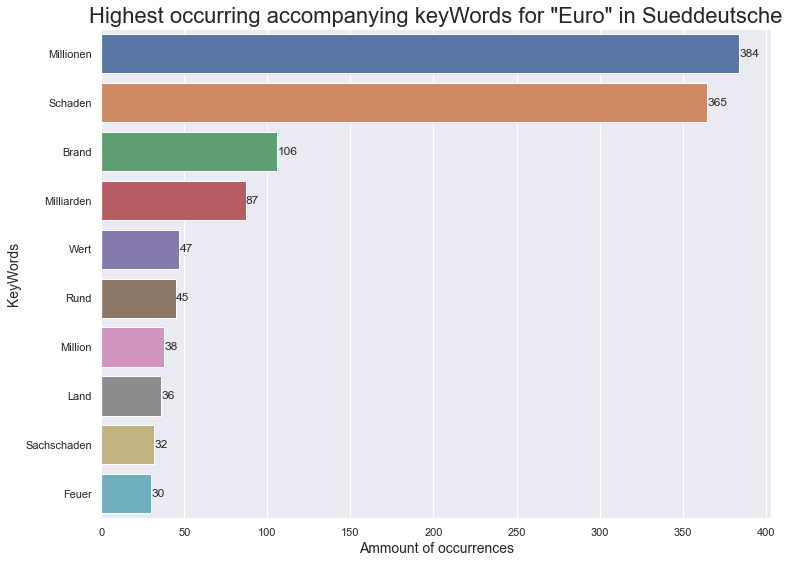 Highest occurring accompanying keyWords for "Euro" in Sueddeutsche
KeyWords
Millionen
384
Schaden
365
Brand
106
Milliarden
87
Wert
47
Rund
45
Million
38
Land
36
Sachschaden
32
Feuer
30
0 50 100 150 200 250 300 350 400
Ammount of occurrences